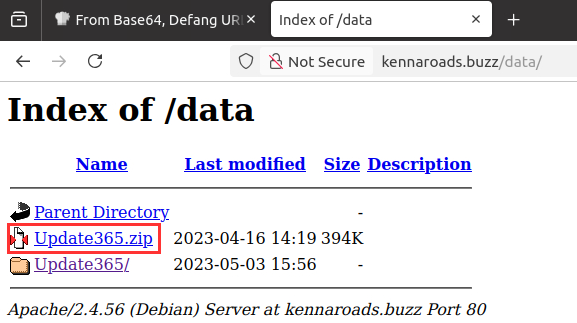 From Base64, Defang UR
Index of /data
Not Secure kennaroads.buzz/data/
Index of /data
Name Last modified Size Description
Parent Directory -
Update365.zip 2023-04-16 14:19 394K
Update365/ 2023-05-03 15:56 -
Apache/2.4.56 (Debian) Server at kennaroads.buzz Port 80